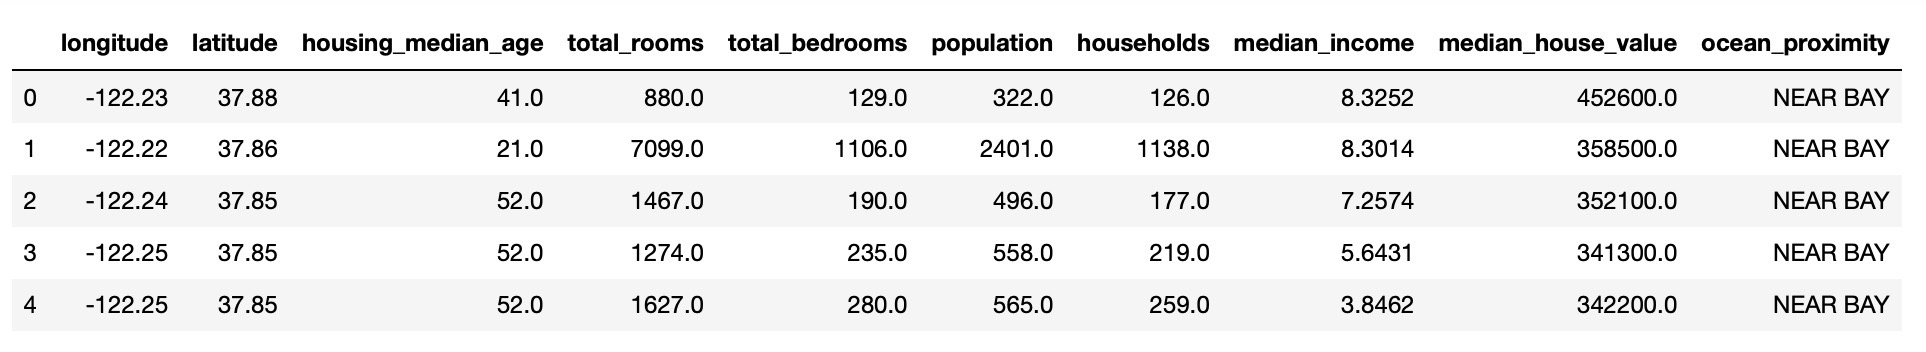 longitude latitude housing_median_age total_rooms total_bedrooms population households median_income median_house_value ocean_proximity
0 -122.23 37.88 41.0 880.0 129.0 322.0 126.0 8.3252 452600.0 NEAR BAY
1 -122.22 37.86 21.0 7099.0 1106.0 2401.0 1138.0 8.3014 358500.0 NEAR BAY
2 -122.24 37.85 52.0 1467.0 190.0 496.0 177.0 7.2574 352100.0 NEAR BAY
3 -122.25 37.85 52.0 1274.0 235.0 558.0 219.0 5.6431 341300.0 NEAR BAY
4 -122.25 37.85 52.0 1627.0 280.0 565.0 259.0 3.8462 342200.0 NEAR BAY